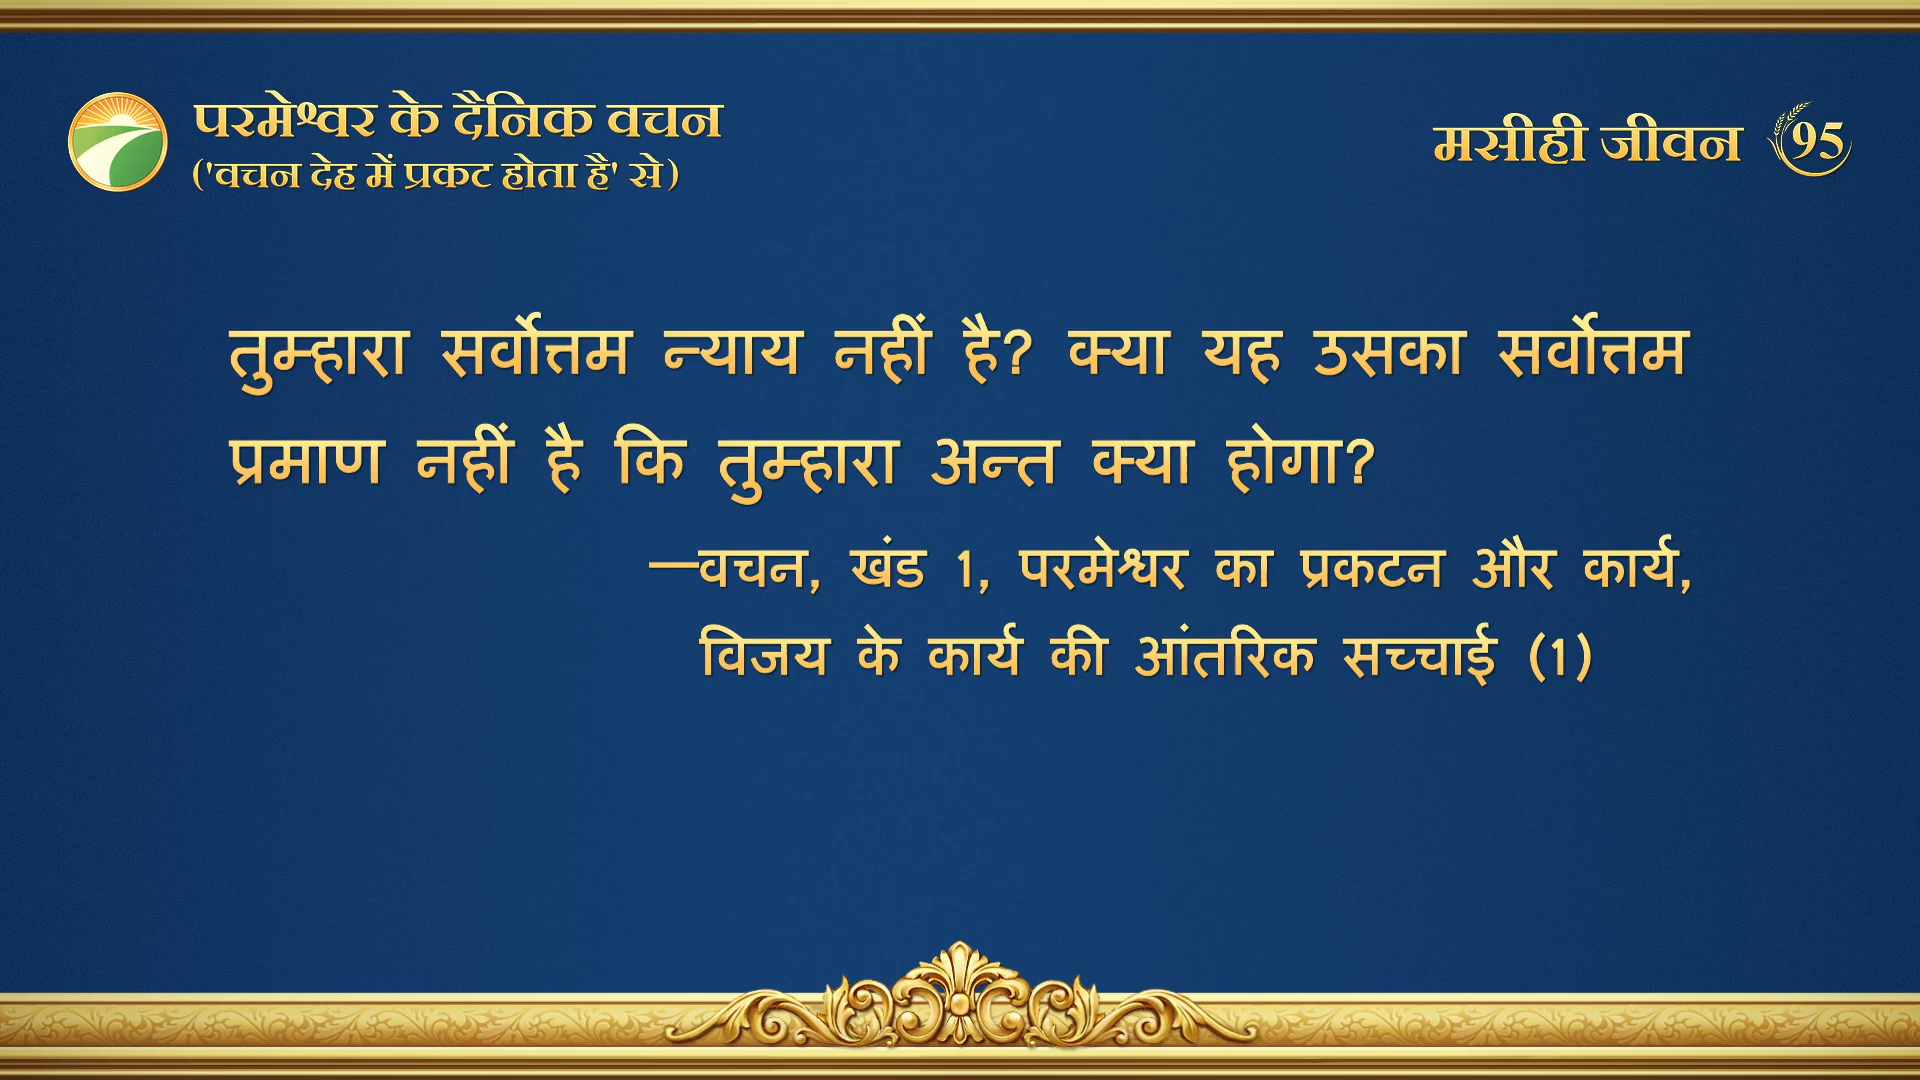 परमेश्वर के दैनिक वचन
('वचन देह में प्रकट होता है' से)
मसीही जीवन 95
तुम्हारा सर्वोत्तम न्याय नहीं है? क्या यह उसका सर्वोत्तम
प्रमाण नहीं है कि तुम्हारा अन्त क्या होगा?
—वचन, खंड 1, परमेश्वर का प्रकटन और कार्य,
विजय के कार्य की आंतरिक सच्चाई (1)